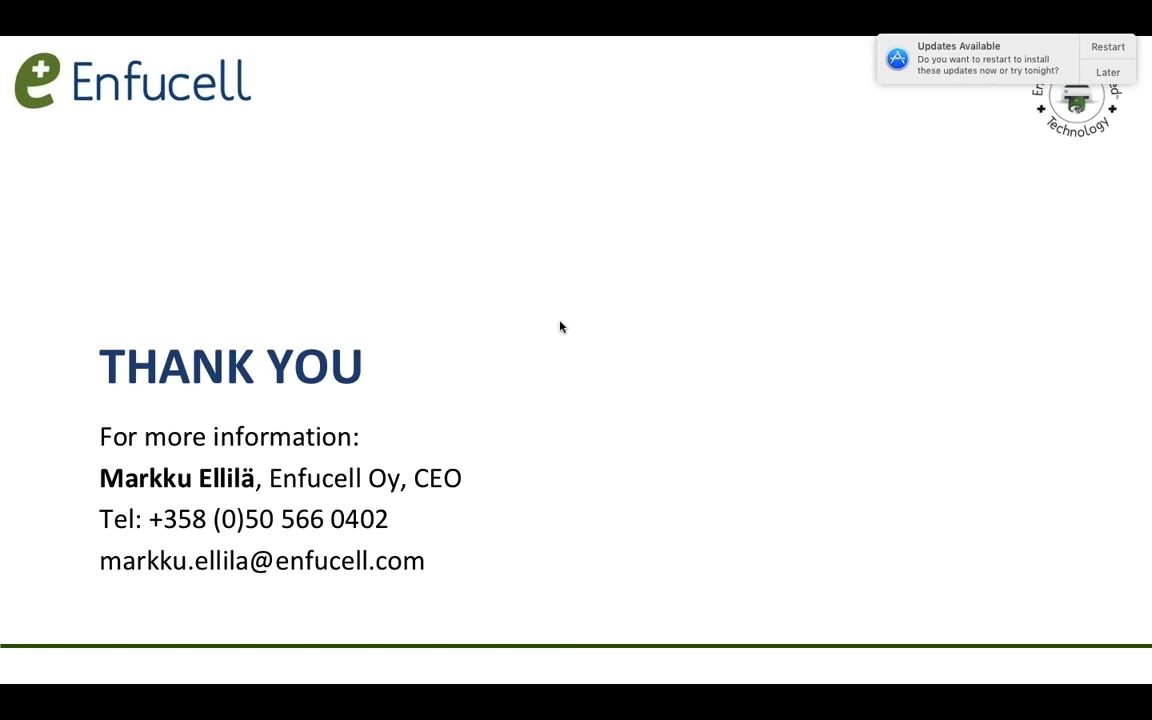 Enfucell
Updates Available
Do you want to restart to install
these updates now or try tonight?
Restart
Later
Technology
THANK YOU
For more information:
Markku Ellilä, Enfucell Oy, CEO
Tel: +358 (0)50 566 0402
markku.ellila@enfucell.com